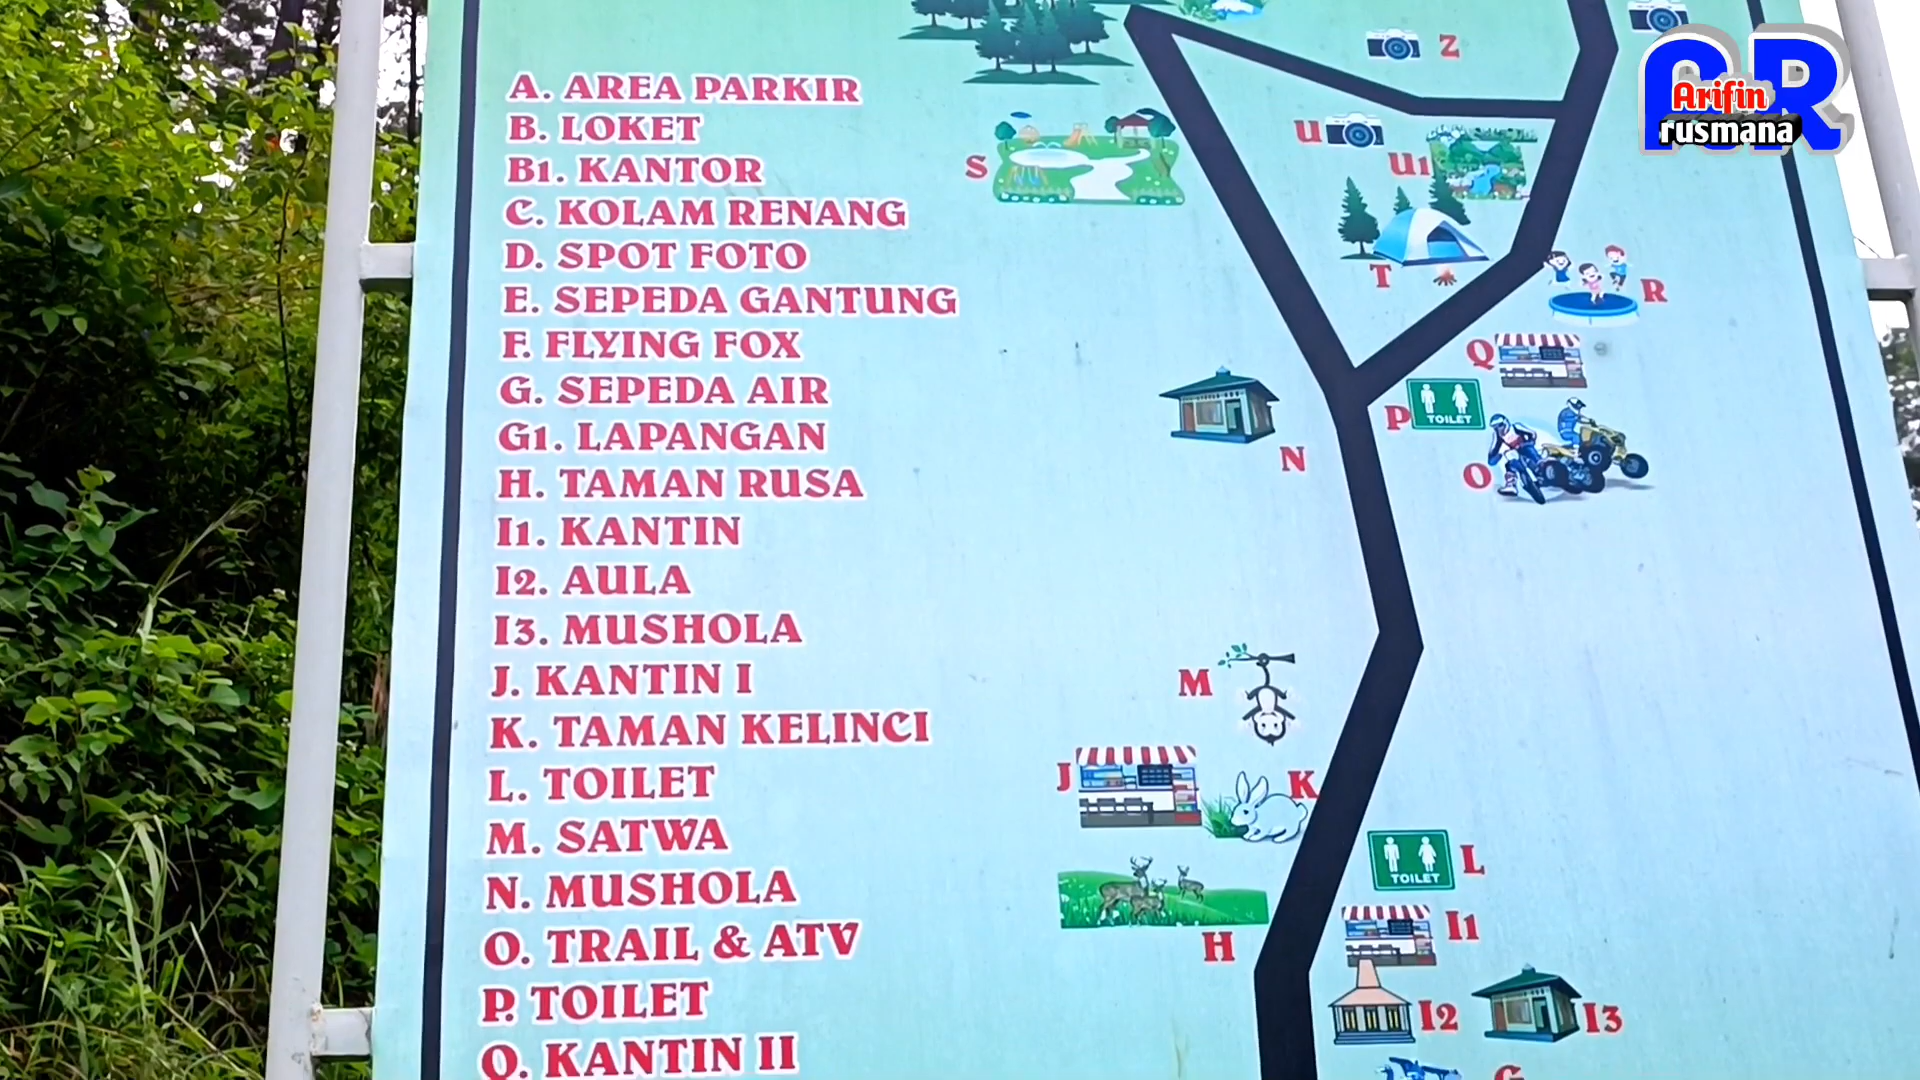 A. AREA PARKIR
B. LOKET
B1. KANTOR
C. KOLAM RENANG
D. SPOT FOTO
E. SEPEDA GANTUNG
F. FLYING FOX
G. SEPEDA AIR
G1. LAPANGAN
H. TAMAN RUSA
I1. KANTIN
I2. AULA
I3. MUSHOLA
J. KANTIN I
K. TAMAN KELINCI
L. TOILET
M. SATWA
N. MUSHOLA
O. TRAIL & ATV
P. TOILET
Q. KANTIN II
Z
U
U1
S
T
R
Q
P
TOILET
O
N
M
J
K
TOILET
L
I1
H
I2
I3
G
Arifin
rusmana